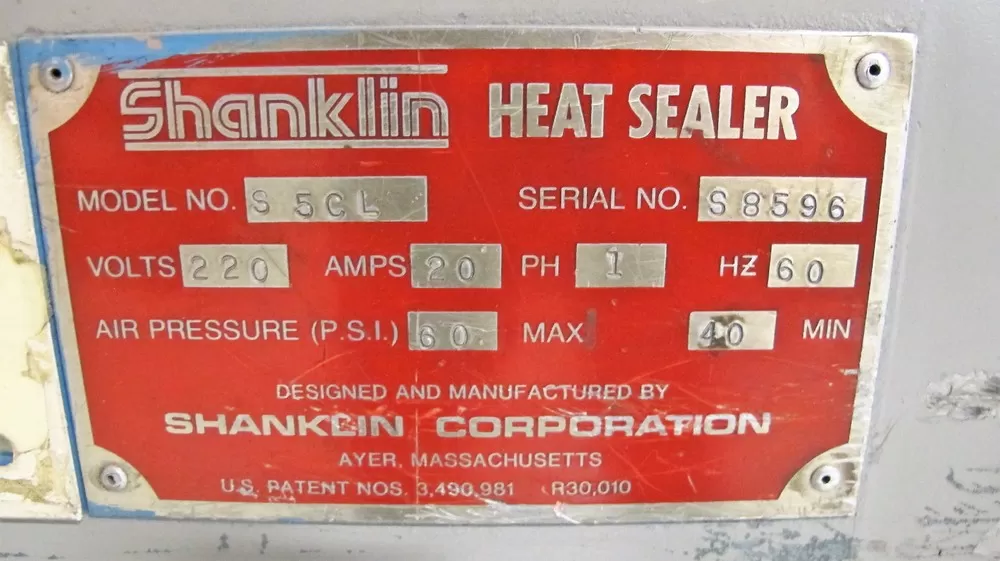 Shanklin HEAT SEALER
MODEL NO. S 5CL SERIAL NO. S8596
VOLTS 220 AMPS 20 PH 1 HZ 60
AIR PRESSURE (P.S.I.) 60 MAX 40 MIN
DESIGNED AND MANUFACTURED BY
SHANKLIN CORPORATION
AYER, MASSACHUSETTS
U.S. PATENT NOS. 3,490,981 R30,010